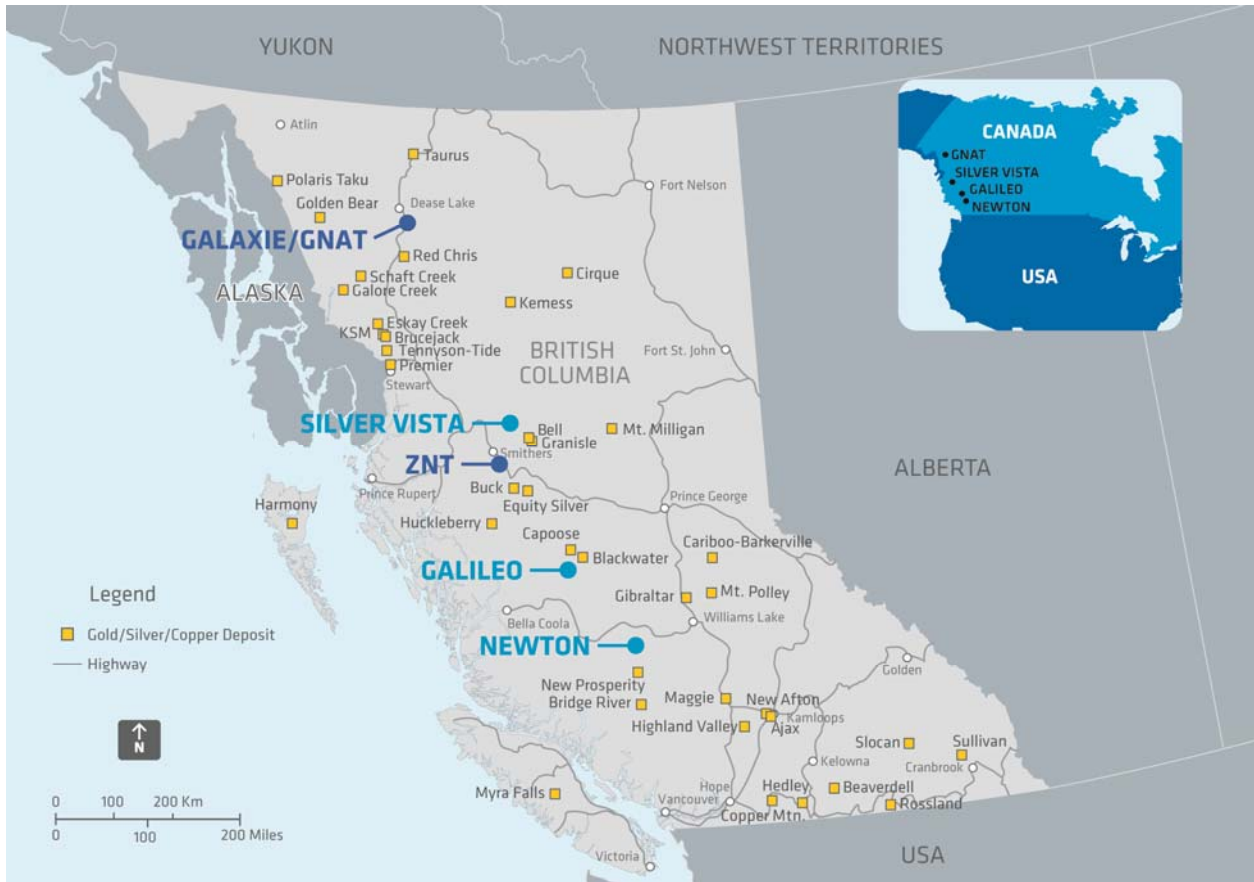 YUKON
NORTHWEST TERRITORIES
CANADA
GNAT
SILVER VISTA
GALILEO
NEWTON
USA
Atlin
Taurus
Polaris Taku
Fort Nelson
Golden Bear
Dease Lake
GALAXIE/GNAT
Red Chris
Schaft Creek
Cirque
Galore Creek
ALASKA
Kemess
Eskay Creek
KSM
Brucejack
Tennyson-Tide
Premier
Stewart
BRITISH
COLUMBIA
Fort St. John
SILVER VISTA
Bell
Granisle
Mt. Milligan
Smithers
ZNT
ALBERTA
Buck
Prince Rupert
Equity Silver
Prince George
Harmony
Huckleberry
Capoose
Blackwater
Cariboo-Barkerville
GALILEO
Gibraltar
Mt. Polley
Bella Coola
Williams Lake
NEWTON
Golden
New Prosperity
Bridge River
Maggie
New Afton
Kamloops
Ajax
Highland Valley
Slocan
Sullivan
Kelowna
Cranbrook
Myra Falls
Hope
Hedley
Beaverdell
Vancouver
Copper Mtn.
Rossland
Victoria
USA
Legend
Gold/Silver/Copper Deposit
Highway
N
0 100 200 Km
0 100 200 Miles